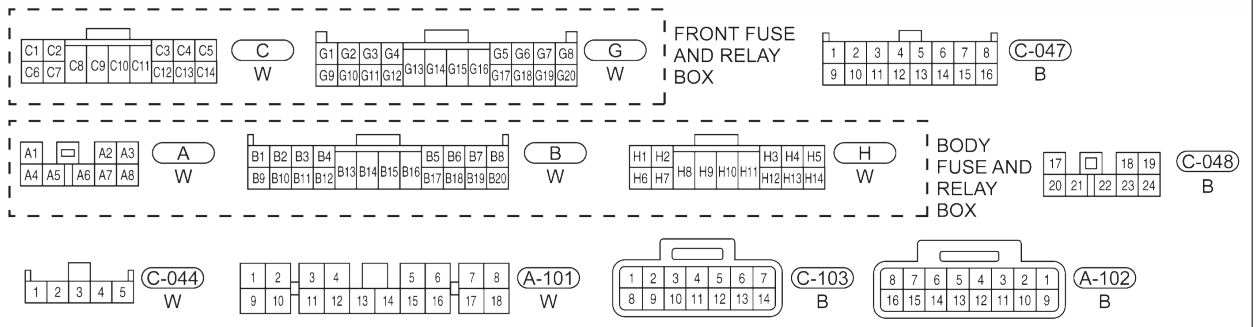 C1 C2 C3 C4 C5
C6 C7 C8 C9 C10 C11 C12 C13 C14
C
W
G1 G2 G3 G4 G5 G6 G7 G8
G9 G10 G11 G12 G13 G14 G15 G16 G17 G18 G19 G20
G
W
FRONT FUSE
AND RELAY
BOX
1 2 3 4 5 6 7 8
9 10 11 12 13 14 15 16
C-047
B
A1 A2 A3
A4 A5 A6 A7 A8
A
W
B1 B2 B3 B4 B5 B6 B7 B8
B9 B10 B11 B12 B13 B14 B15 B16 B17 B18 B19 B20
B
W
H1 H2 H3 H4 H5
H6 H7 H8 H9 H10 H11 H12 H13 H14
H
W
BODY
FUSE AND
RELAY
BOX
17 18 19
20 21 22 23 24
C-048
B
1 2 3 4 5
C-044
W
1 2 3 4 5 6 7 8
9 10 11 12 13 14 15 16 17 18
A-101
W
1 2 3 4 5 6 7
8 9 10 11 12 13 14
C-103
B
8 7 6 5 4 3 2 1
16 15 14 13 12 11 10 9
A-102
B